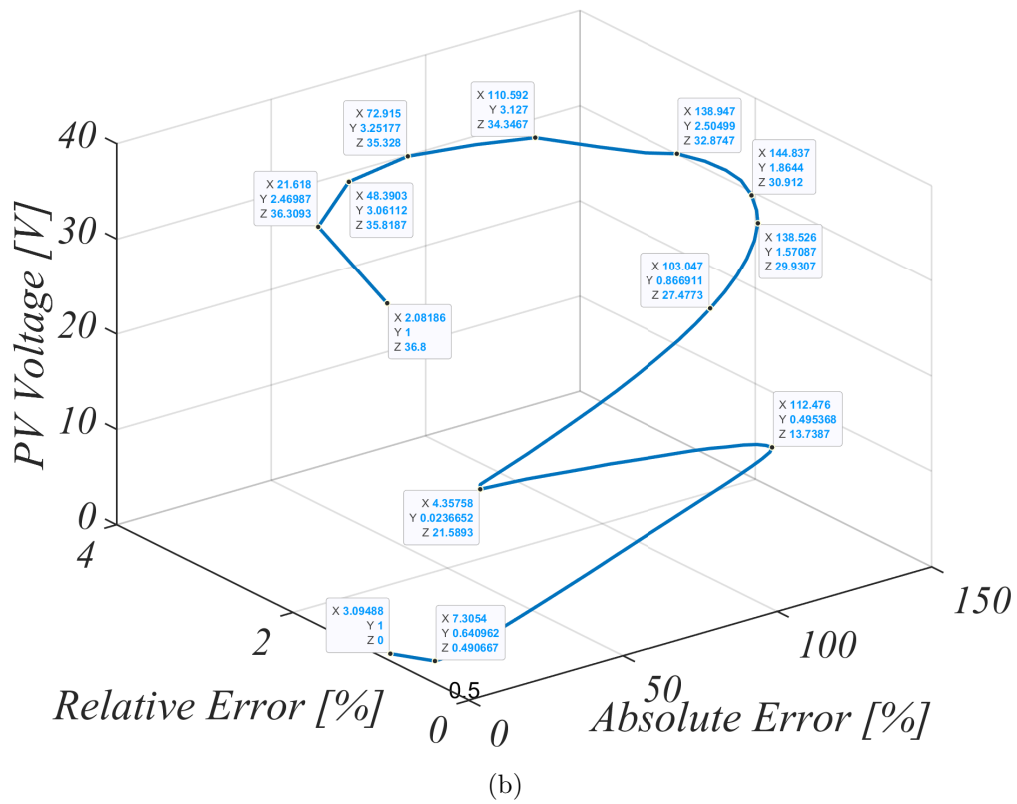 40
30
20
10
0
PV Voltage [V]
4
2
0
Relative Error [%]
0.5
0
50
100
150
Absolute Error [%]
X 110.592
Y 3.127
Z 34.3467
X 72.915
Y 3.25177
Z 35.328
X 138.947
Y 2.50499
Z 32.8747
X 144.837
Y 1.8644
Z 30.912
X 21.618
Y 2.46987
Z 36.3093
X 48.3903
Y 3.06112
Z 35.8187
X 138.526
Y 1.57087
Z 29.9307
X 103.047
Y 0.866911
Z 27.4773
X 2.08186
Y 1
Z 36.8
X 112.476
Y 0.495368
Z 13.7387
X 4.35758
Y 0.0236652
Z 21.5893
X 3.09488
Y 1
Z 0
X 7.3054
Y 0.640962
Z 0.490667
(b)